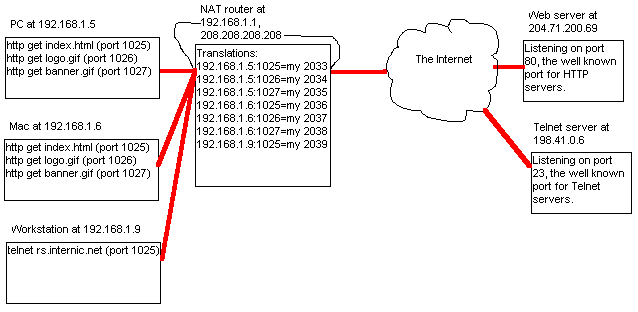 PC at 192.168.1.5
http get index.html (port 1025)
http get logo.gif (port 1026)
http get banner.gif (port 1027)
Mac at 192.168.1.6
http get index.html (port 1025)
http get logo.gif (port 1026)
http get banner.gif (port 1027)
Workstation at 192.168.1.9
telnet rs.internic.net (port 1025)
NAT router at
192.168.1.1,
208.208.208.208
Translations:
192.168.1.5:1025=my 2033
192.168.1.5:1026=my 2034
192.168.1.5:1027=my 2035
192.168.1.6:1025=my 2036
192.168.1.6:1026=my 2037
192.168.1.6:1027=my 2038
192.168.1.9:1025=my 2039
The Internet
Web server at
204.71.200.69
Listening on port
80, the well known
port for HTTP
servers.
Telnet server at
198.41.0.6
Listening on port
23, the well known
port for Telnet
servers.